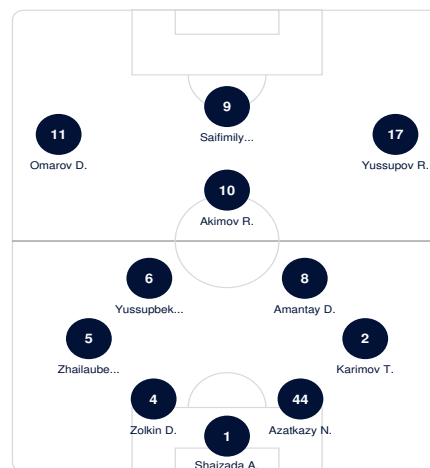 9
Saifimily...
11
Omarov D.
17
Yussupov R.
10
Akimov R.
6
Yussupbek...
8
Amantay D.
5
Zhailaube...
2
Karimov T.
4
Zolkin D.
44
Azatkazy N.
1
Shaizada A.